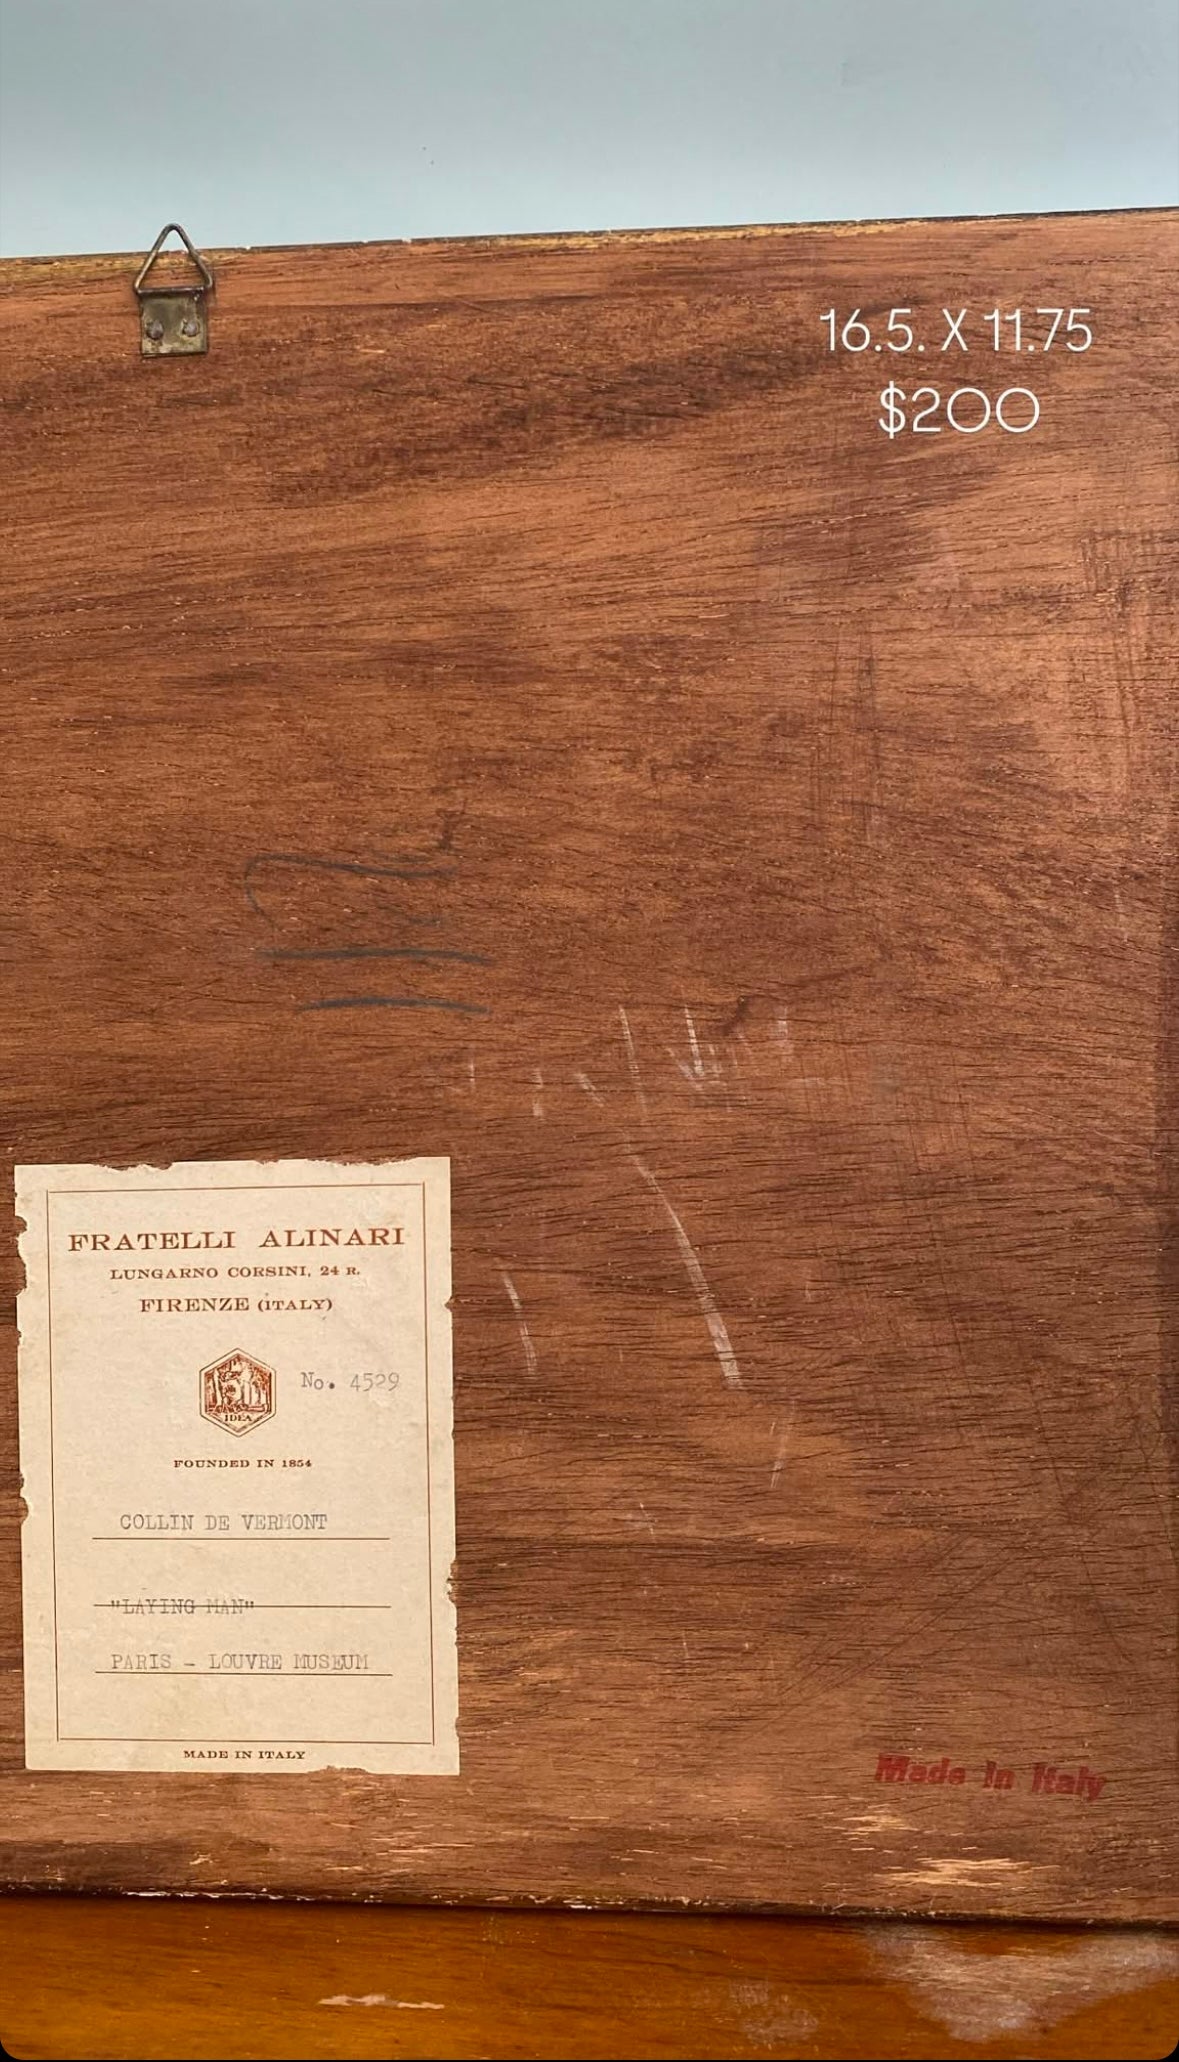 16.5. X 11.75
$200
FRATELLI ALINARI
LUNGARNO CORSINI, 24 R.
FIRENZE (ITALY)
No. 4529
IDEA
FOUNDED IN 1854
COLLIN DE VERMONT
"LAYING MAN"
PARIS - LOUVRE MUSEUM
MADE IN ITALY
Made in Italy